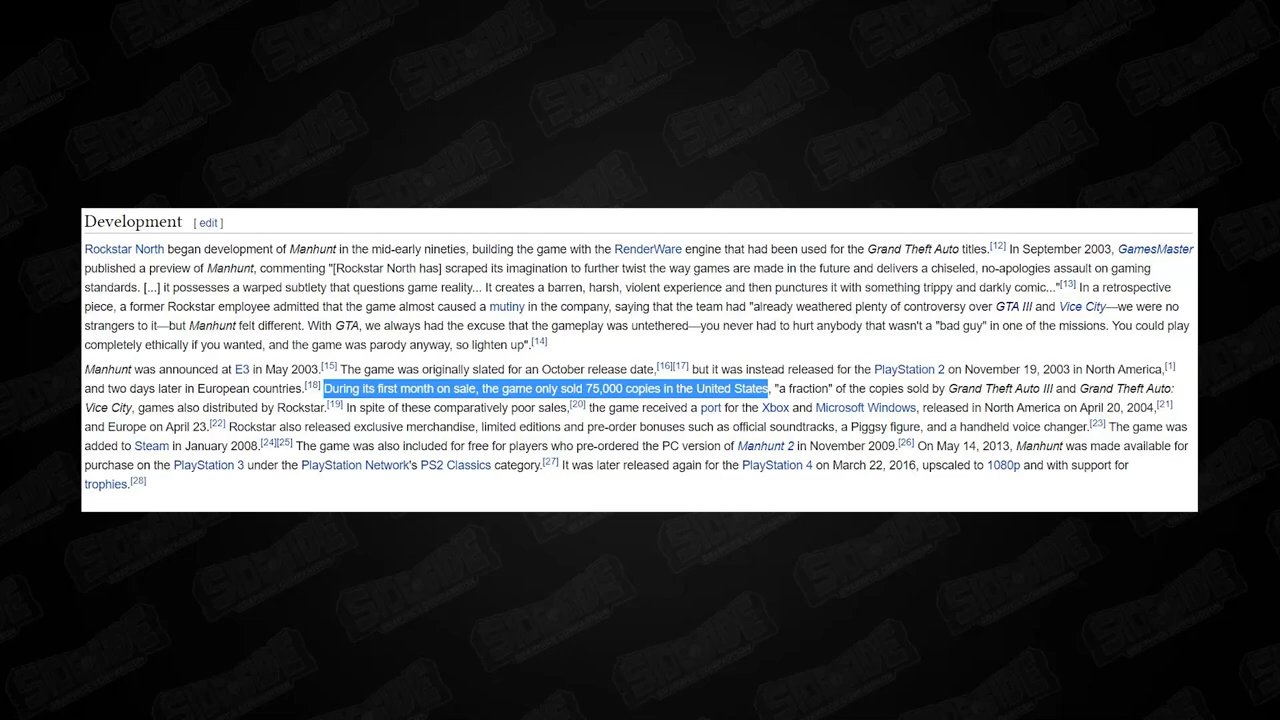 Development [ edit ]
Rockstar North began development of Manhunt in the mid-early nineties, building the game with the RenderWare engine that had been used for the Grand Theft Auto titles.[12] In September 2003, GamesMaster
published a preview of Manhunt, commenting "[Rockstar North has] scraped its imagination to further twist the way games are made in the future and delivers a chiseled, no-apologies assault on gaming
standards. [...] it possesses a warped subtlety that questions game reality... It creates a barren, harsh, violent experience and then punctures it with something trippy and darkly comic..."[13] In a retrospective
piece, a former Rockstar employee admitted that the game almost caused a mutiny in the company, saying that the team had "already weathered plenty of controversy over GTA III and Vice City—we were no
strangers to it—but Manhunt felt different. With GTA, we always had the excuse that the gameplay was untethered—you never had to hurt anybody that wasn't a "bad guy" in one of the missions. You could play
completely ethically if you wanted, and the game was parody anyway, so lighten up".[14]
Manhunt was announced at E3 in May 2003.[15] The game was originally slated for an October release date,[16][17] but it was instead released for the PlayStation 2 on November 19, 2003 in North America,[1]
and two days later in European countries.[18] During its first month on sale, the game only sold 75,000 copies in the United States, "a fraction" of the copies sold by Grand Theft Auto III and Grand Theft Auto:
Vice City, games also distributed by Rockstar.[19] In spite of these comparatively poor sales,[20] the game received a port for the Xbox and Microsoft Windows, released in North America on April 20, 2004,[21]
and Europe on April 23.[22] Rockstar also released exclusive merchandise, limited editions and pre-order bonuses such as official soundtracks, a Piggsy figure, and a handheld voice changer.[23] The game was
added to Steam in January 2008.[24][25] The game was also included for free for players who pre-ordered the PC version of Manhunt 2 in November 2009.[26] On May 14, 2013, Manhunt was made available for
purchase on the PlayStation 3 under the PlayStation Network's PS2 Classics category.[27] It was later released again for the PlayStation 4 on March 22, 2016, upscaled to 1080p and with support for
trophies.[28]